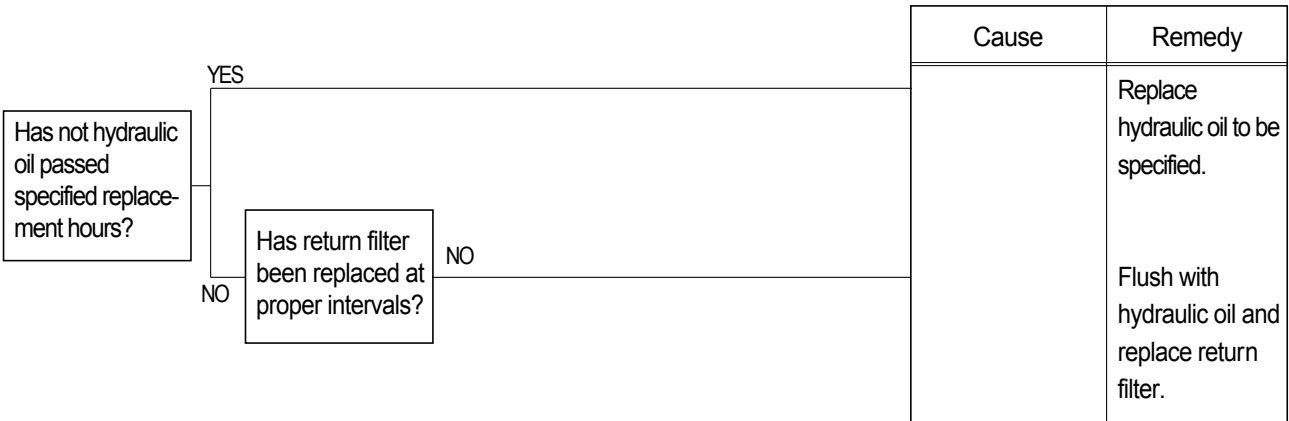 Cause
Remedy
YES
Replace
hydraulic oil to be
specified.
Has not hydraulic
oil passed
specified replace-
ment hours?
Has return filter
been replaced at
proper intervals?
NO
NO
Flush with
hydraulic oil and
replace return
filter.